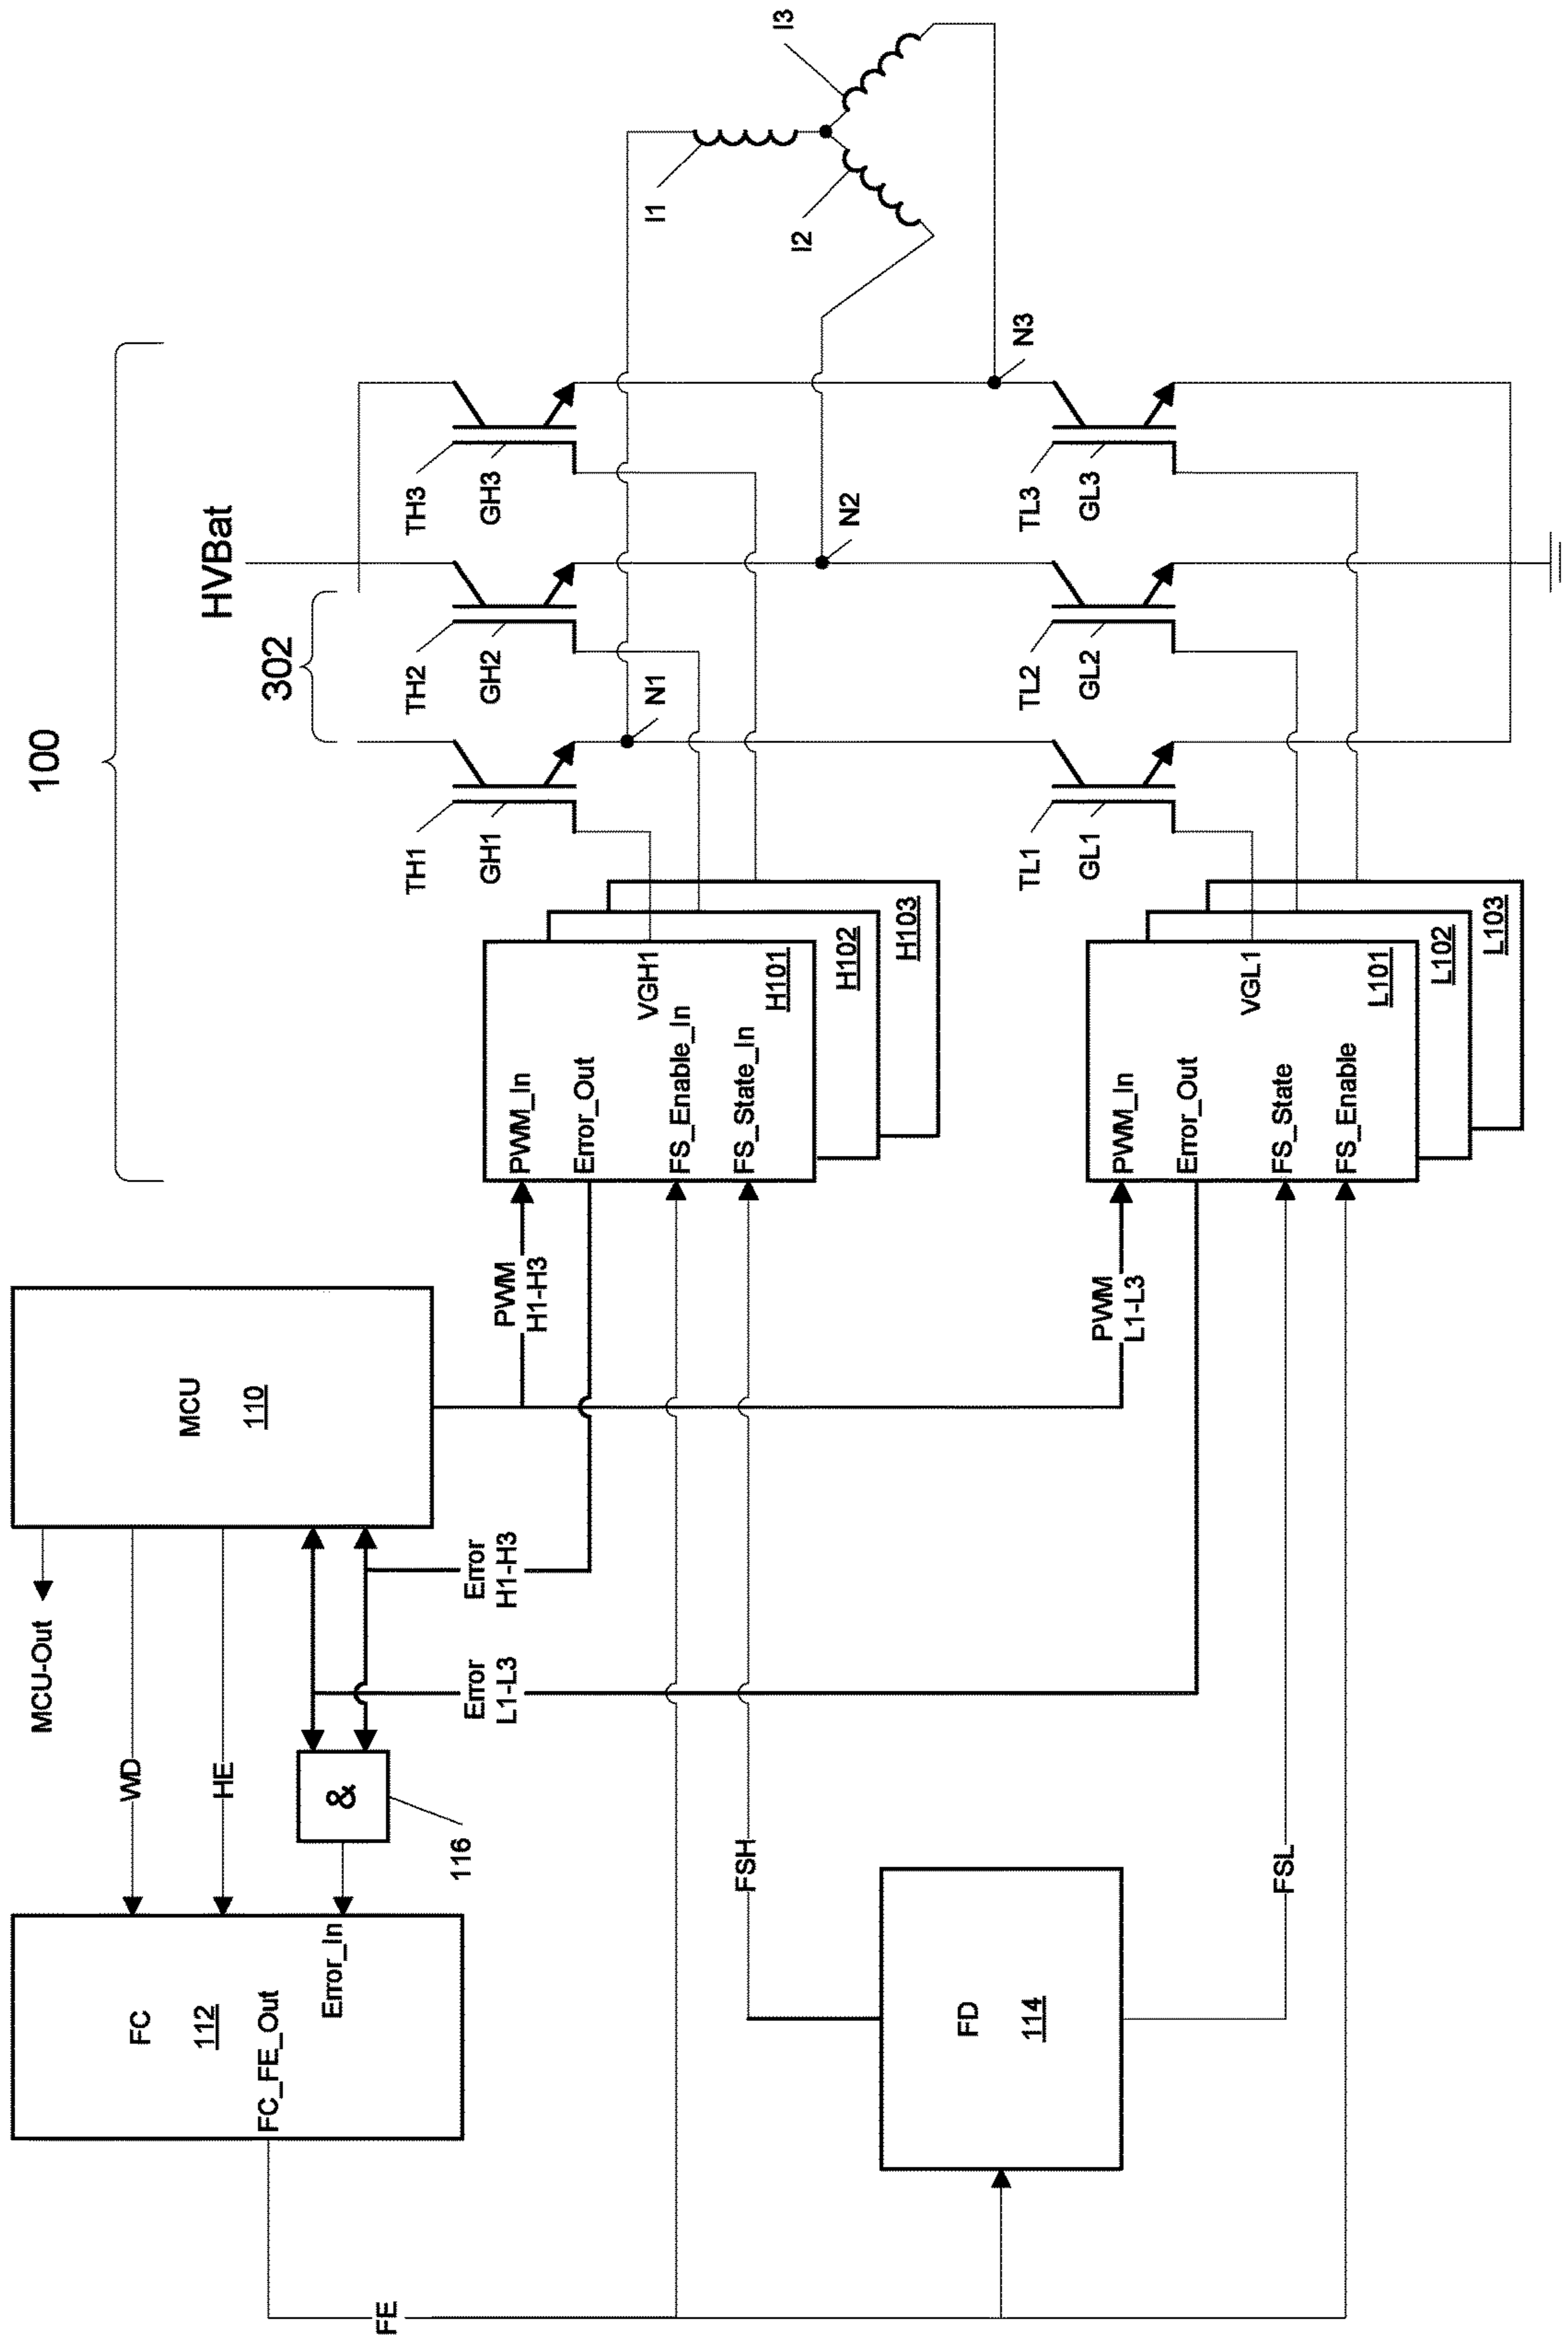 100
302
HVBat
MCU-Out
MCU
110
WD
HE
FC
112
FC_FE_Out
Error_In
&
116
Error
L1-L3
Error
H1-H3
PWM
H1-H3
PWM_In
Error_Out
VGH1
FS_Enable_In
FS_State_In
H101
H102
H103
TH1
GH1
TH2
GH2
TH3
GH3
N1
N2
N3
I1
I2
I3
FE
FSH
FD
114
FSL
PWM
L1-L3
PWM_In
Error_Out
VGL1
FS_State
FS_Enable
L101
L102
L103
TL1
GL1
TL2
GL2
TL3
GL3